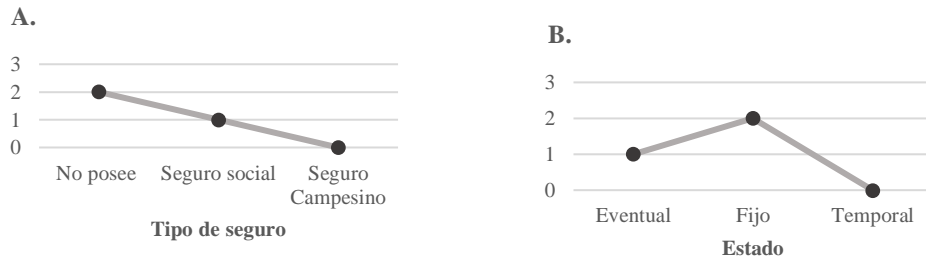 A.
3
2
1
0
No posee Seguro social Seguro
Campesino
Tipo de seguro
B.
3
2
1
0
Eventual Fijo Temporal
Estado